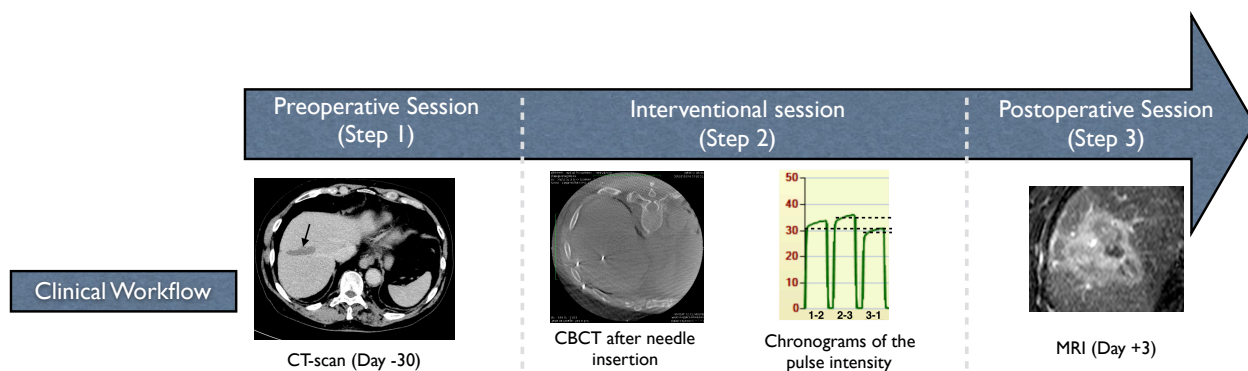 Preoperative Session
(Step 1)
Interventional session
(Step 2)
Postoperative Session
(Step 3)
Clinical Workflow
50
40
30
20
10
0
1-2 2-3 3-1
CT-scan (Day -30)
CBCT after needle
insertion
Chronograms of the
pulse intensity
MRI (Day +3)